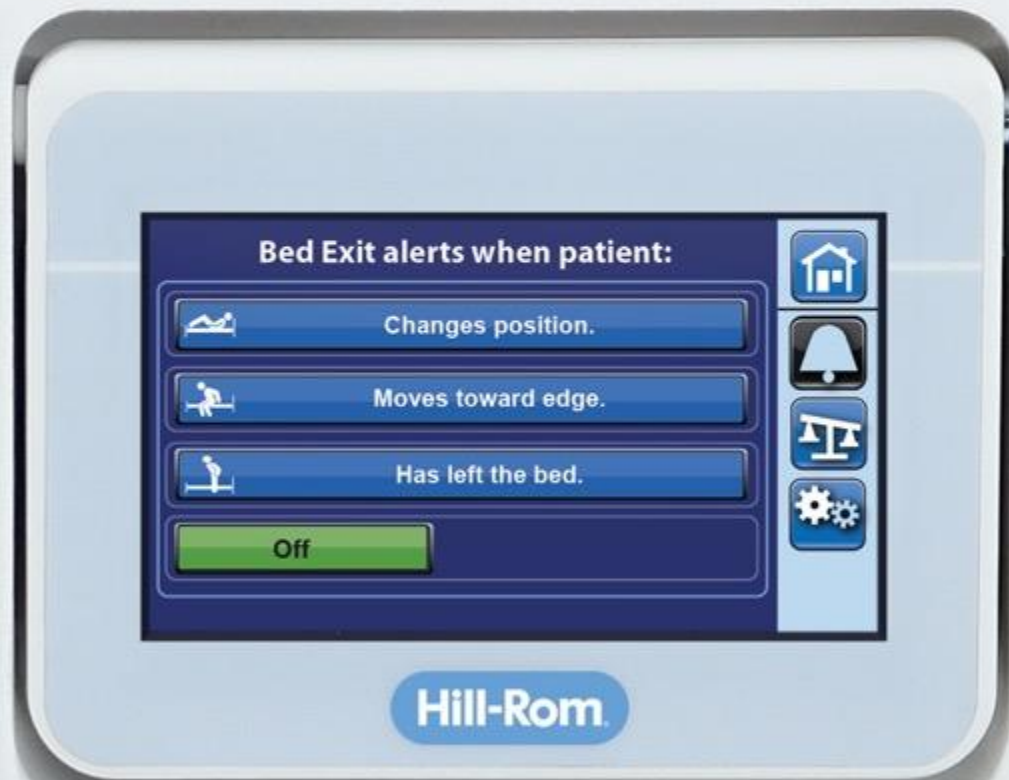 Bed Exit alerts when patient:
Changes position.
Moves toward edge.
Has left the bed.
Off
Hill-Rom